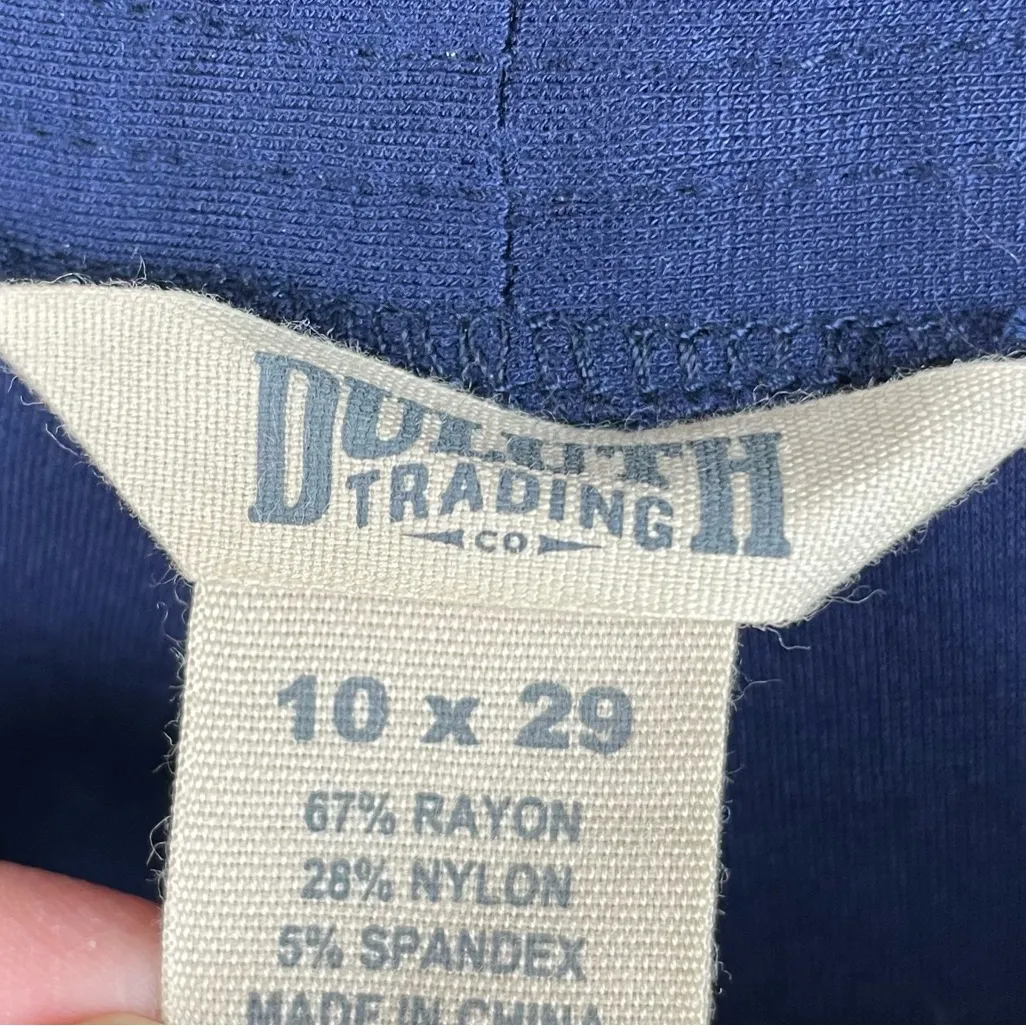 DULUTH
TRADING
CO
10 x 29
67% RAYON
28% NYLON
5% SPANDEX
MADE IN CHINA